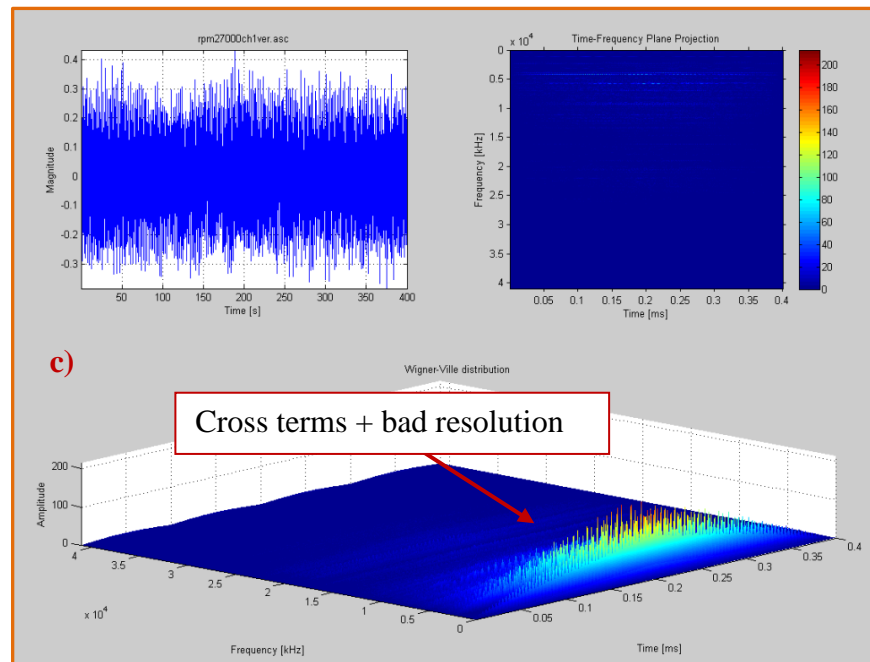 rpm27000ch1ver.asc
Magnitude
0.4
0.3
0.2
0.1
0
-0.1
-0.2
-0.3
50 100 150 200 250 300 350 400
Time [s]
Time-Frequency Plane Projection
x 10^4
Frequency [kHz]
0
0.5
1
1.5
2
2.5
3
3.5
4
0.05 0.1 0.15 0.2 0.25 0.3 0.35 0.4
Time [ms]
200
180
160
140
120
100
80
60
40
20
0
c)
Wigner-Ville distribution
Cross terms + bad resolution
Amplitude
200
100
0
4 3.5 3 2.5 2 1.5 1 0.5 0
x 10^4
Frequency [kHz]
0.05 0.1 0.15 0.2 0.25 0.3 0.35 0.4
Time [ms]